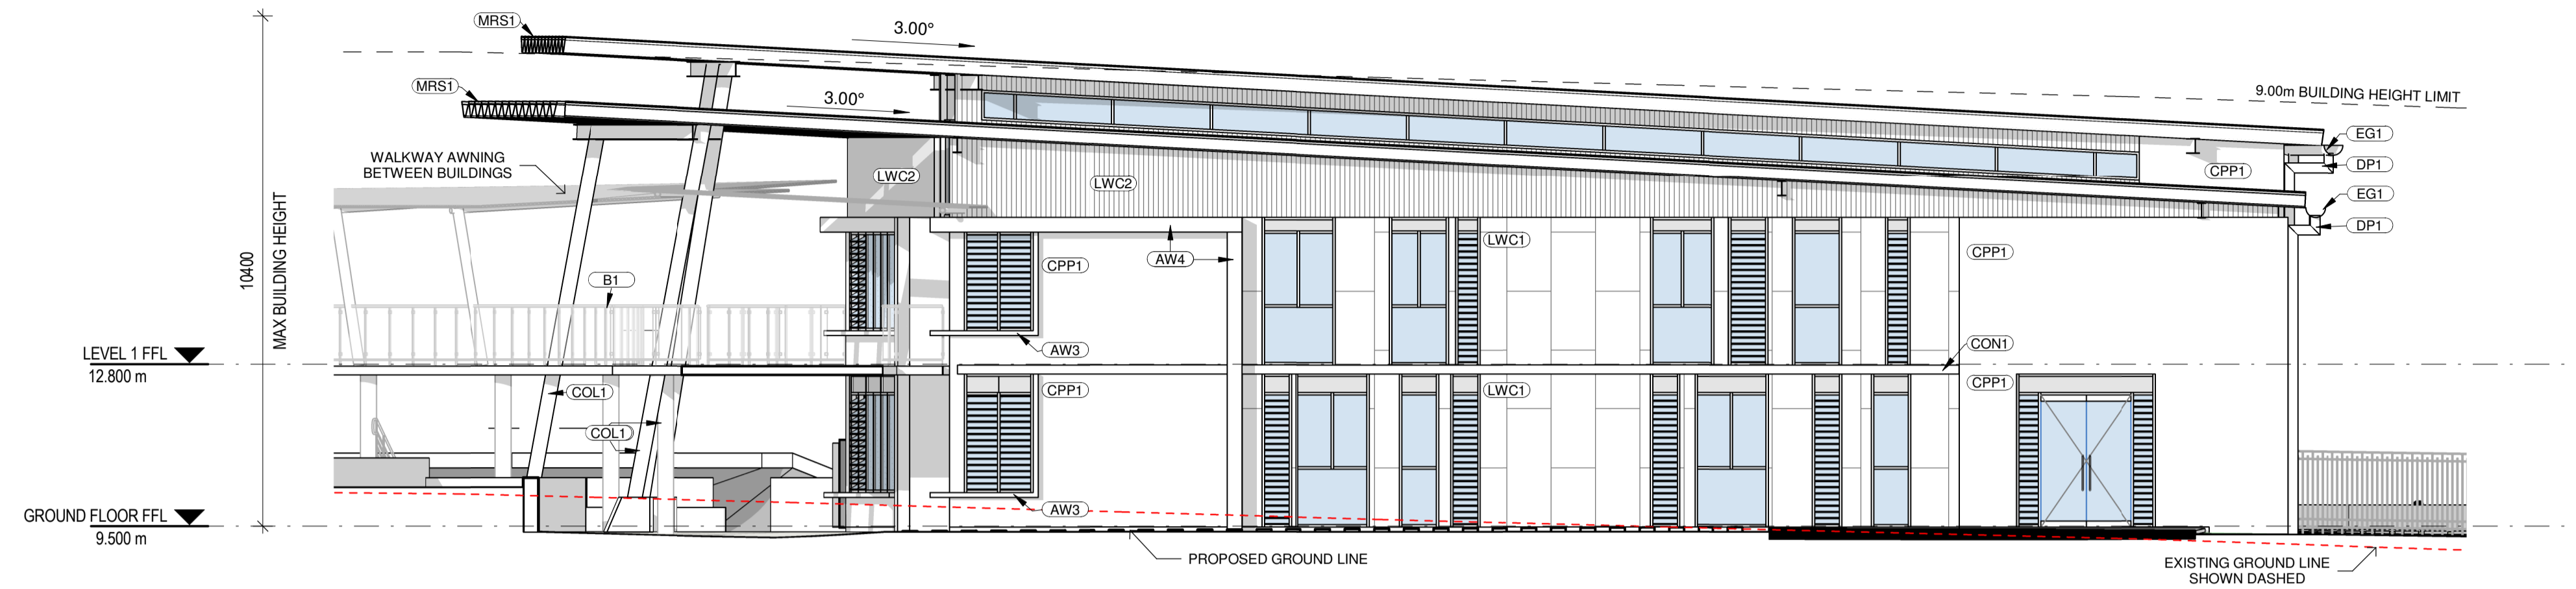 MRS1
3.00°
MRS1
3.00°
9.00m BUILDING HEIGHT LIMIT
EG1
DP1
EG1
DP1
WALKWAY AWNING
BETWEEN BUILDINGS
LWC2
LWC2
CPP1
MAX BUILDING HEIGHT
10400
B1
CPP1
AW4
LWC1
CPP1
AW3
CON1
LEVEL 1 FFL
12.800 m
COL1
CPP1
LWC1
CPP1
COL1
AW3
GROUND FLOOR FFL
9.500 m
PROPOSED GROUND LINE
EXISTING GROUND LINE
SHOWN DASHED